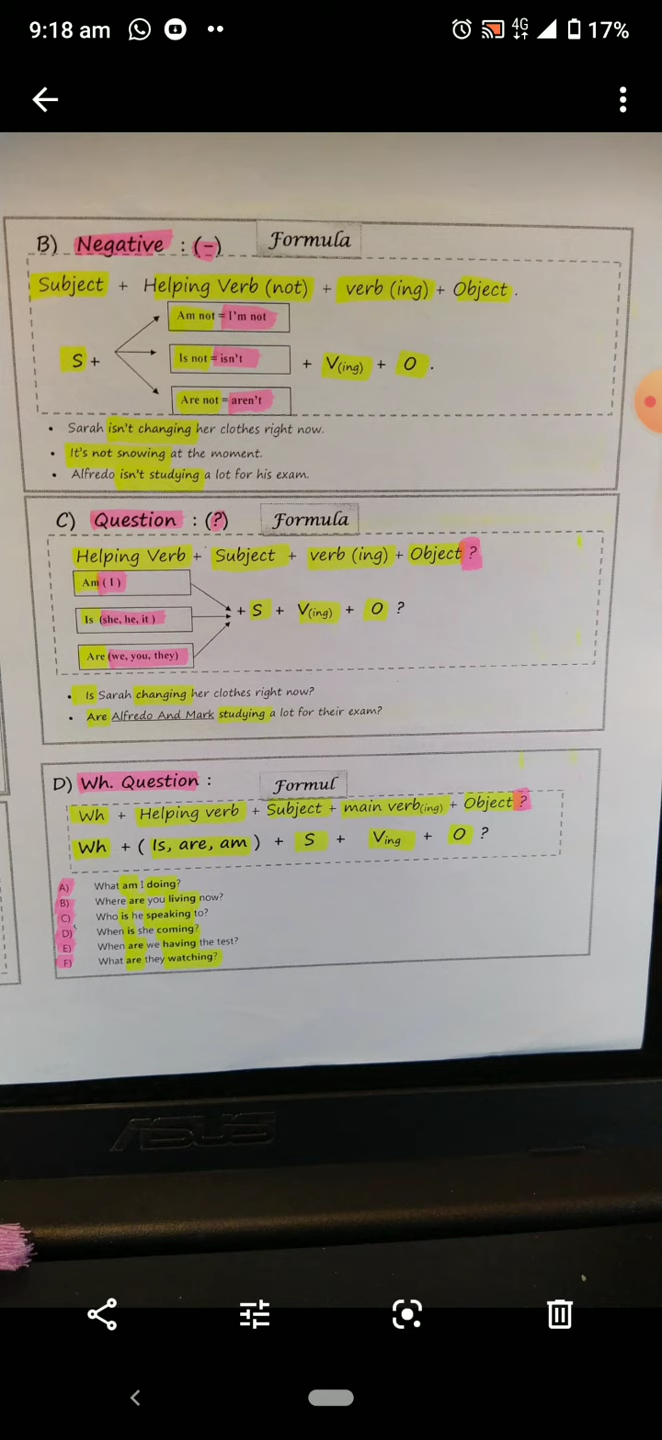 9:18 am 4G 17%
B) Negative : (-) Formula
Subject + Helping Verb (not) + verb (ing) + Object.
Am not = I'm not
S + Is not = isn't + V(ing) + O.
Are not = aren't
• Sarah isn't changing her clothes right now.
• It's not snowing at the moment.
• Alfredo isn't studying a lot for his exam.
C) Question : (?) Formula
Helping Verb + Subject + verb (ing) + Object ?
Am ( I )
Is (she, he, it ) + S + V(ing) + O ?
Are (we, you, they)
• Is Sarah changing her clothes right now?
• Are Alfredo And Mark studying a lot for their exam?
D) Wh. Question : Formul
Wh + Helping verb + Subject + main verb(ing) + Object ?
Wh + ( Is, are, am ) + S + Ving + O ?
A) What am I doing?
B) Where are you living now?
C) Who is he speaking to?
D) When is she coming?
E) When are we having the test?
F) What are they watching?
ASUS